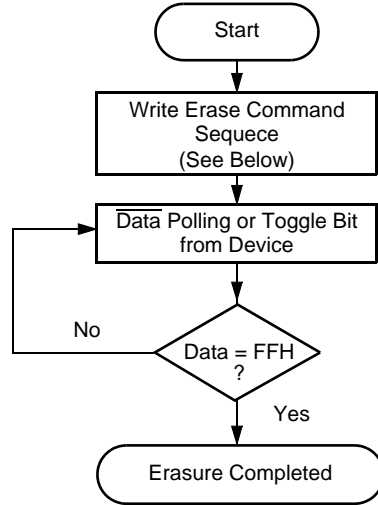 Start
Write Erase Command
Sequece
(See Below)
Data Polling or Toggle Bit
from Device
No
Data = FFH
?
Yes
Erasure Completed